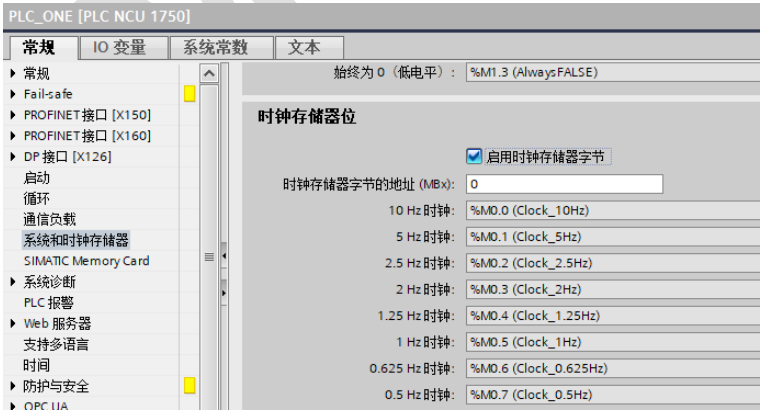 PLC_ONE [PLC NCU 1750]
常规 IO 变量 系统常数 文本
常规
Fail-safe
PROFINET接口 [X150]
PROFINET接口 [X160]
DP 接口 [X126]
启动
循环
通信负载
系统和时钟存储器
SIMATIC Memory Card
系统诊断
PLC 报警
Web 服务器
支持多语言
时间
防护与安全
OPC UA
始终为 0（低电平）: %M1.3 (AlwaysFALSE)
时钟存储器位
启用时钟存储器字节
时钟存储器字节的地址 (MBx): 0
10 Hz 时钟: %M0.0 (Clock_10Hz)
5 Hz 时钟: %M0.1 (Clock_5Hz)
2.5 Hz 时钟: %M0.2 (Clock_2.5Hz)
2 Hz 时钟: %M0.3 (Clock_2Hz)
1.25 Hz 时钟: %M0.4 (Clock_1.25Hz)
1 Hz 时钟: %M0.5 (Clock_1Hz)
0.625 Hz 时钟: %M0.6 (Clock_0.625Hz)
0.5 Hz 时钟: %M0.7 (Clock_0.5Hz)